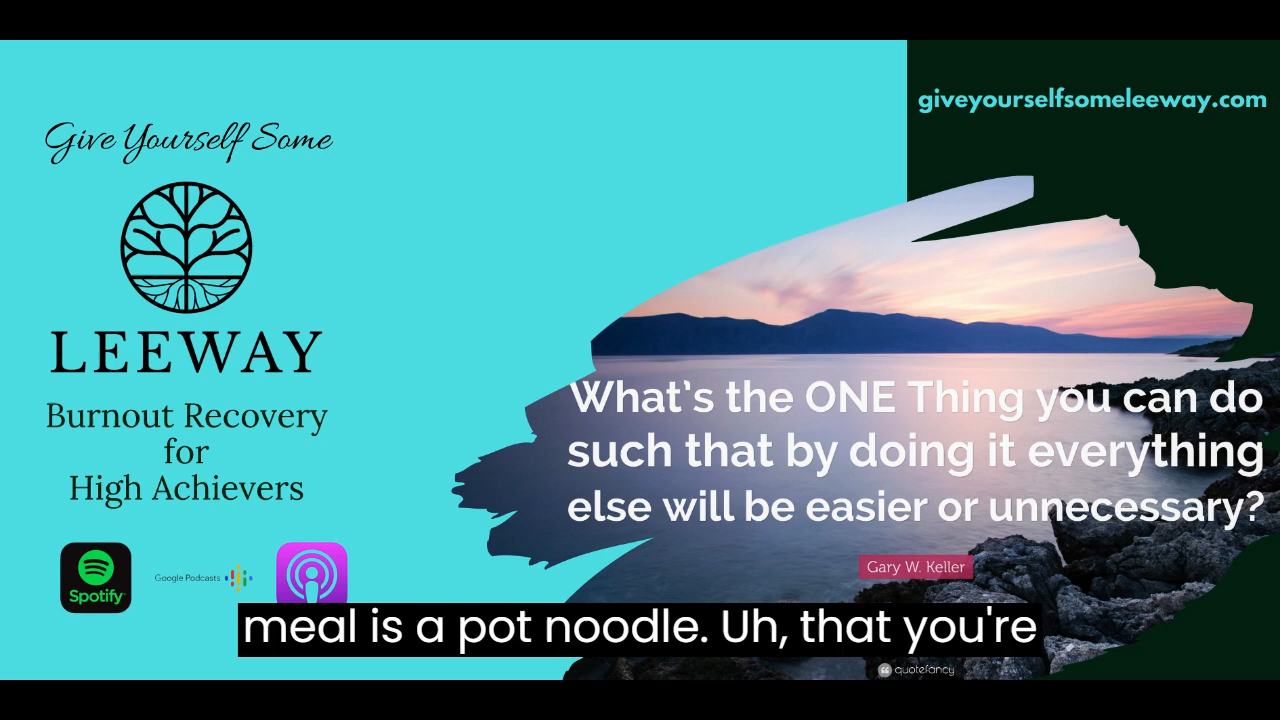 giveyourselfsomeleeway.com
Give Yourself Some
LEEWAY
Burnout Recovery
for
High Achievers
Spotify
Google Podcasts
What's the ONE Thing you can do
such that by doing it everything
else will be easier or unnecessary?
Gary W. Keller
meal is a pot noodle. Uh, that you're
quotefancy